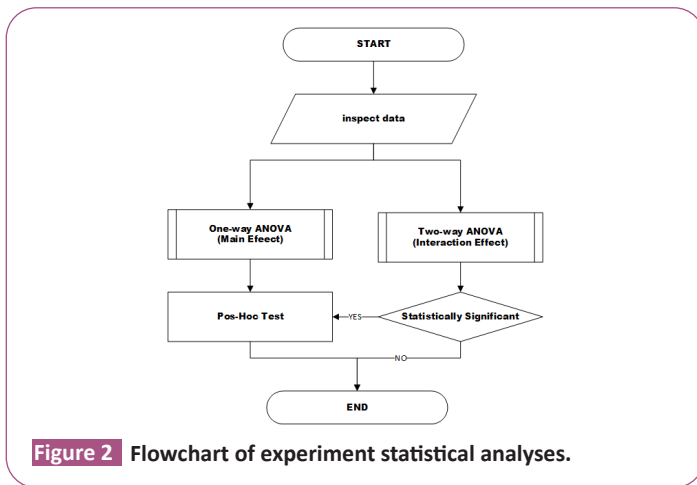 START
inspect data
One-way ANOVA
(Main Efeect)
Two-way ANOVA
(Interaction Effect)
Pos-Hoc Test
YES
Statistically Significant
NO
END
Figure 2 Flowchart of experiment statistical analyses.